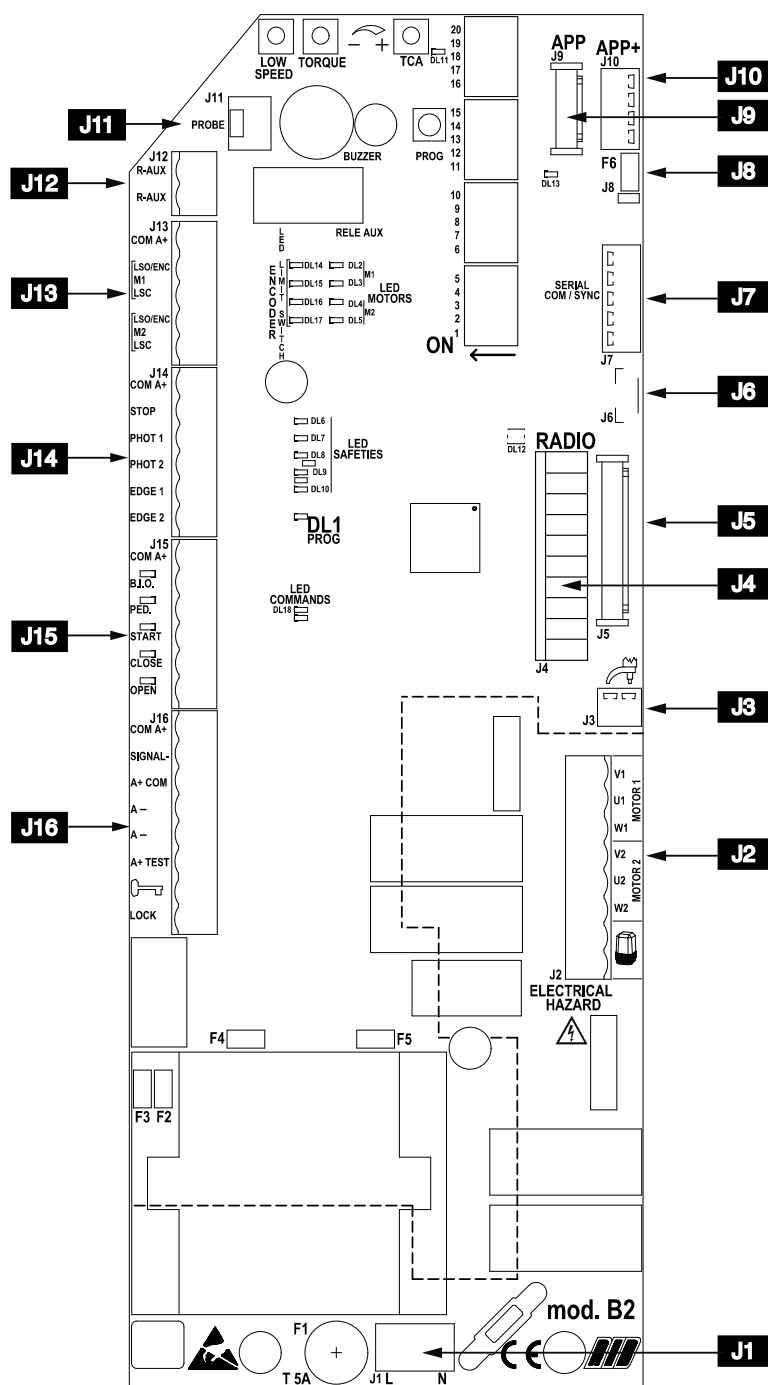 20
19
18
17
16
15
14
13
12
11
10
9
8
7
6
5
4
3
2
1
ON
LOW SPEED
TORQUE
− +
TCA
DL11
APP
J9
APP+
J10
J10
J9
J11
J11
PROBE
BUZZER
PROG
F6
J8
J8
DL13
J12
J12
R-AUX
R-AUX
RELE AUX
J13
J13
COM A+
LSO/ENC
M1
LSC
LSO/ENC
M2
LSC
LED
LIMIT SWITCH
ENCODER
DL14
DL15
DL16
DL17
DL2
DL3
DL4
DL5
M1
M2
LED MOTORS
SERIAL
COM / SYNC
J7
J7
J6
J6
J14
J14
COM A+
STOP
PHOT 1
PHOT 2
EDGE 1
EDGE 2
DL6
DL7
DL8
DL9
DL10
LED
SAFETIES
DL1
PROG
DL12
RADIO
J5
J5
J4
J4
J15
J15
COM A+
B.I.O.
PED.
START
CLOSE
OPEN
LED
COMMANDS
DL18
J3
J3
J16
J16
COM A+
SIGNAL-
A+ COM
A −
A −
A+ TEST
LOCK
V1
U1
W1
MOTOR 1
V2
U2
W2
MOTOR 2
J2
J2
ELECTRICAL
HAZARD
F4
F5
F3
F2
mod. B2
F1
T 5A
J1
L
N
CE
J1